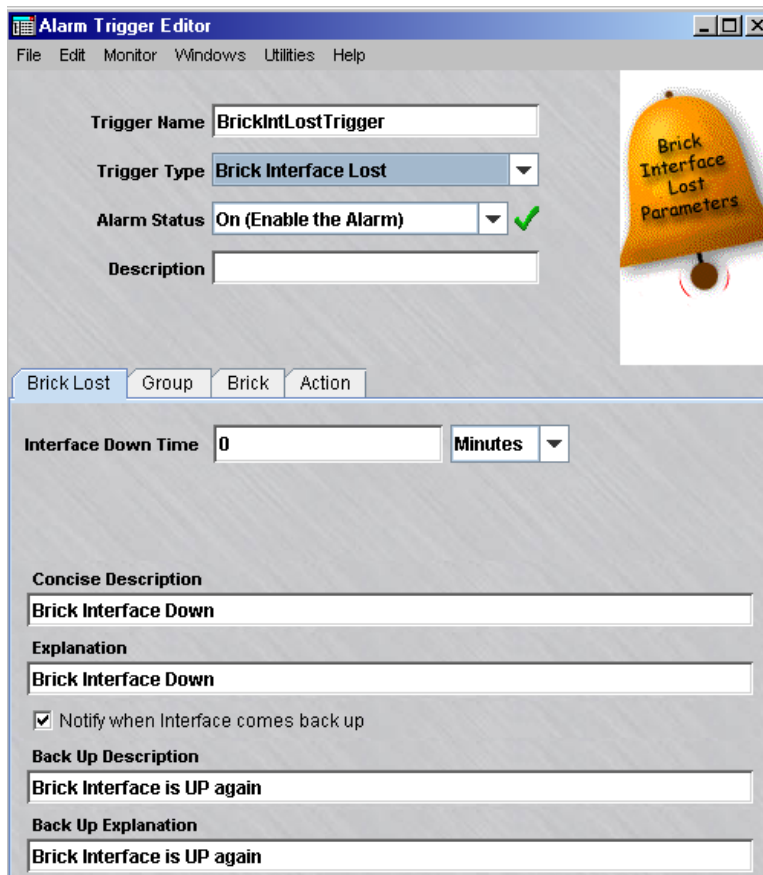 Alarm Trigger Editor
File Edit Monitor Windows Utilities Help
Trigger Name BrickIntLostTrigger
Trigger Type Brick Interface Lost
Alarm Status On (Enable the Alarm)
Description
Brick
Interface
Lost
Parameters
Brick Lost Group Brick Action
Interface Down Time 0 Minutes
Concise Description
Brick Interface Down
Explanation
Brick Interface Down
Notify when Interface comes back up
Back Up Description
Brick Interface is UP again
Back Up Explanation
Brick Interface is UP again